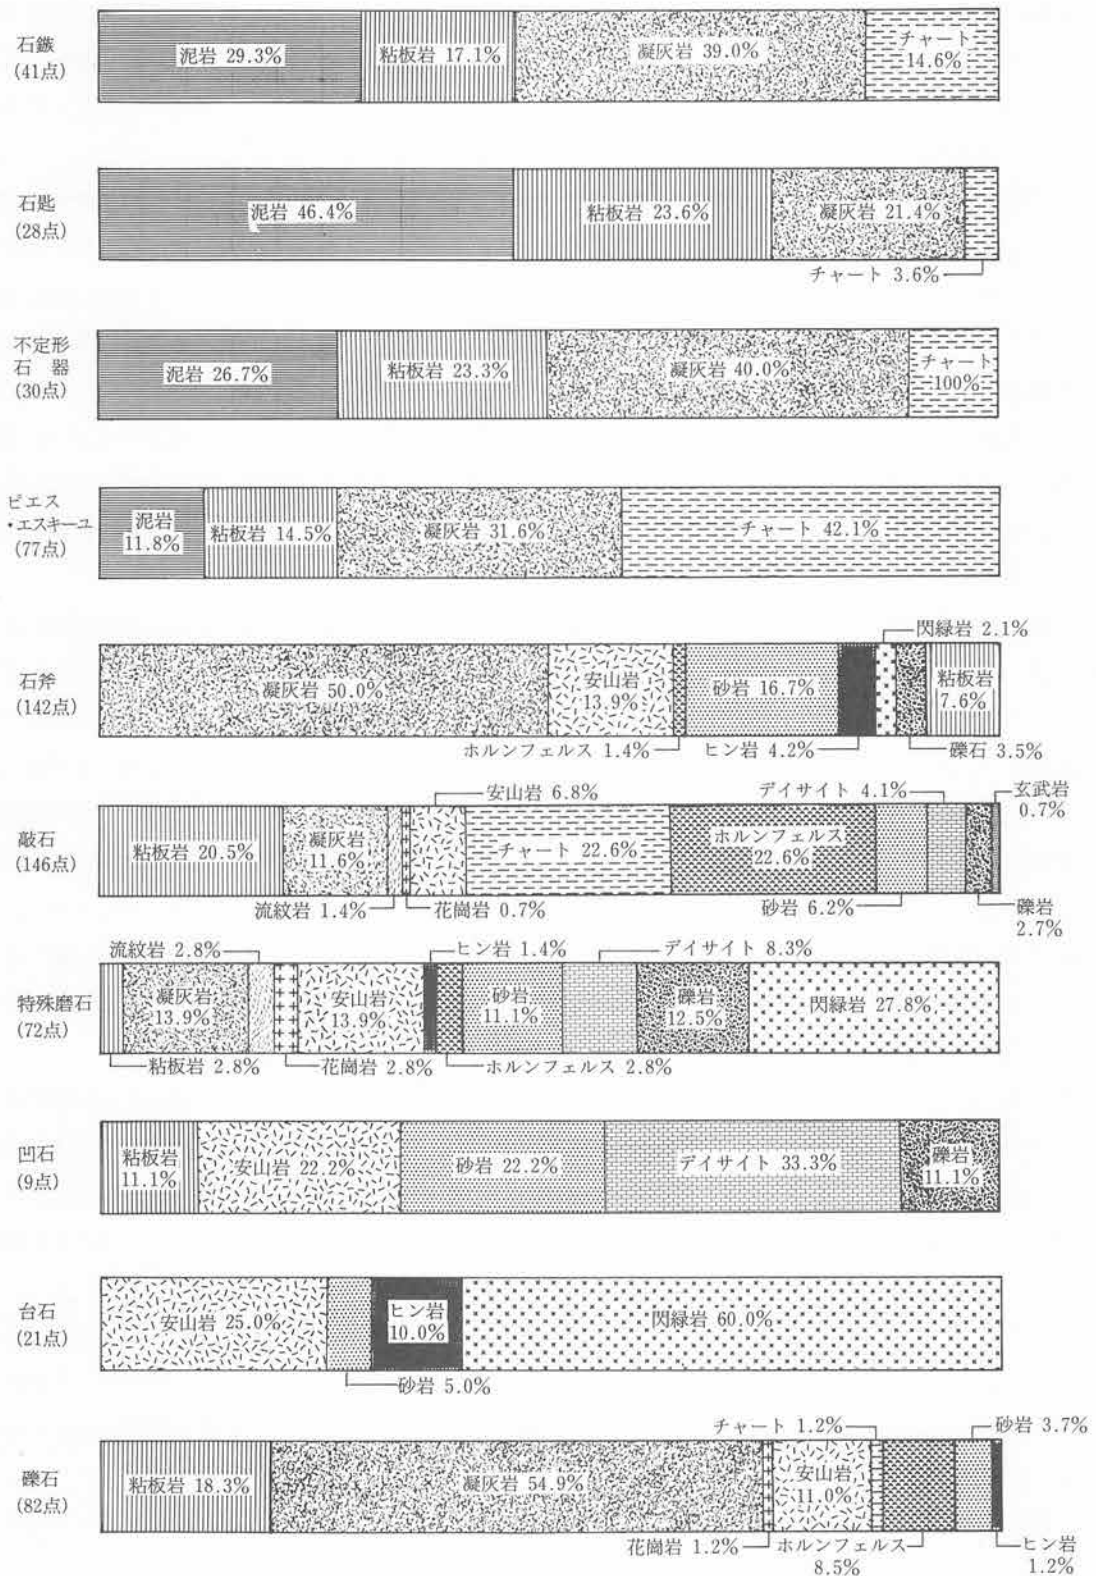 石鏃
(41点)
泥岩 29.3%
粘板岩 17.1%
凝灰岩 39.0%
チャート
14.6%
石匙
(28点)
泥岩 46.4%
粘板岩 23.6%
凝灰岩 21.4%
チャート 3.6%
不定形
石 器
(30点)
泥岩 26.7%
粘板岩 23.3%
凝灰岩 40.0%
チャート
100%
ピエス
・エスキーユ
(77点)
泥岩
11.8%
粘板岩 14.5%
凝灰岩 31.6%
チャート 42.1%
石斧
(142点)
凝灰岩 50.0%
安山岩
13.9%
ホルンフェルス 1.4%
砂岩 16.7%
ヒン岩 4.2%
閃緑岩 2.1%
礫石 3.5%
粘板岩
7.6%
敲石
(146点)
粘板岩 20.5%
凝灰岩
11.6%
流紋岩 1.4%
花崗岩 0.7%
安山岩 6.8%
チャート 22.6%
ホルンフェルス
22.6%
砂岩 6.2%
デイサイト 4.1%
礫岩
2.7%
玄武岩
0.7%
特殊磨石
(72点)
粘板岩 2.8%
凝灰岩
13.9%
流紋岩 2.8%
花崗岩 2.8%
安山岩
13.9%
ヒン岩 1.4%
ホルンフェルス 2.8%
砂岩
11.1%
デイサイト 8.3%
礫岩
12.5%
閃緑岩 27.8%
凹石
(9点)
粘板岩
11.1%
安山岩 22.2%
砂岩 22.2%
デイサイト 33.3%
礫岩
11.1%
台石
(21点)
安山岩 25.0%
砂岩 5.0%
ヒン岩
10.0%
閃緑岩 60.0%
礫石
(82点)
粘板岩 18.3%
凝灰岩 54.9%
花崗岩 1.2%
安山岩
11.0%
チャート 1.2%
ホルンフェルス
8.5%
砂岩 3.7%
ヒン岩
1.2%